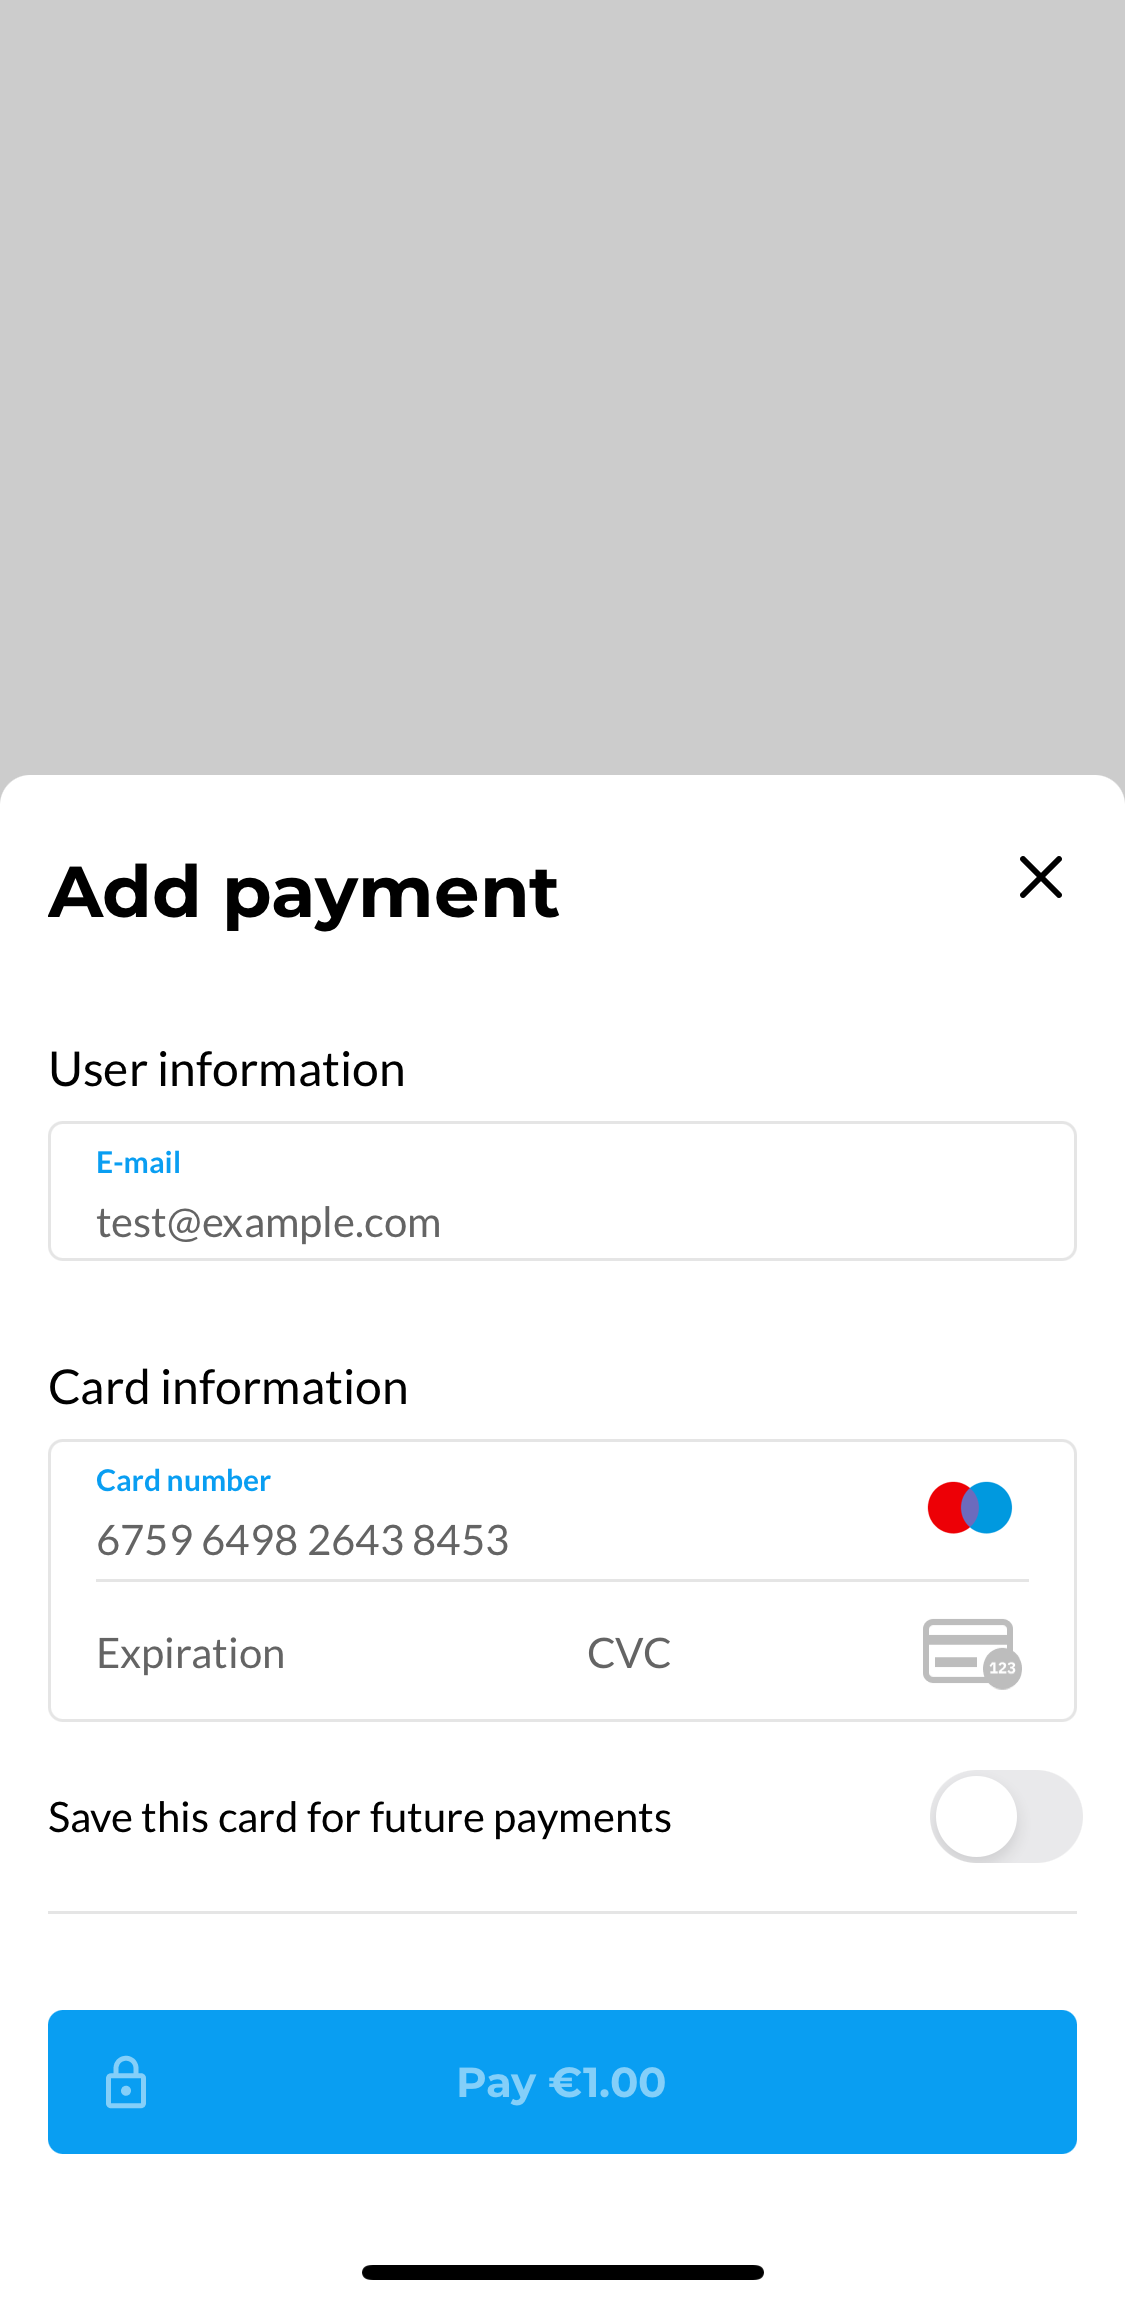 Add payment
User information
E-mail
test@example.com
Card information
Card number
6759 6498 2643 8453
Expiration CVC 123
Save this card for future payments
Pay €1.00